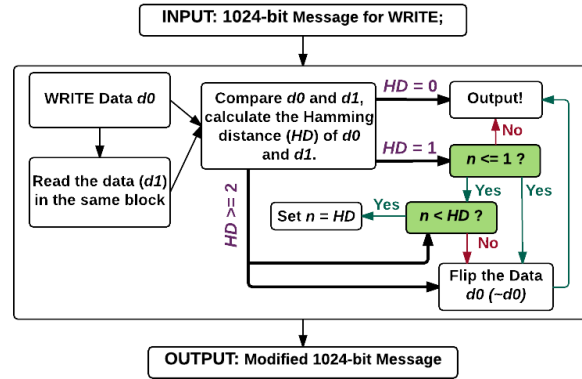 INPUT: 1024-bit Message for WRITE;
WRITE Data d0
Read the data (d1)
in the same block
Compare d0 and d1,
calculate the Hamming
distance (HD) of d0
and d1.
HD = 0
Output!
No
HD = 1
n <= 1 ?
Yes
Yes
HD >= 2
n < HD ?
Yes
Set n = HD
No
Flip the Data
d0 (~d0)
OUTPUT: Modified 1024-bit Message